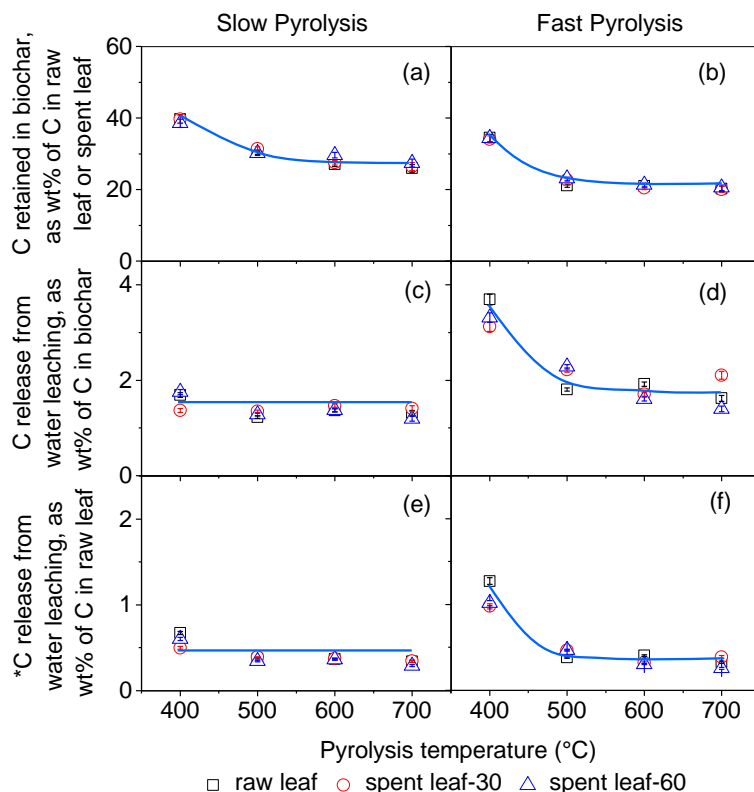 Slow Pyrolysis
Fast Pyrolysis
C retained in biochar,
as wt% of C in raw
leaf or spent leaf
60
40
20
0
(a)
(b)
C release from
water leaching, as
wt% of C in biochar
4
2
0
(c)
(d)
*C release from
water leaching, as
wt% of C in raw leaf
2
1
0
(e)
(f)
400 500 600 700
400 500 600 700
Pyrolysis temperature (°C)
raw leaf spent leaf-30 spent leaf-60